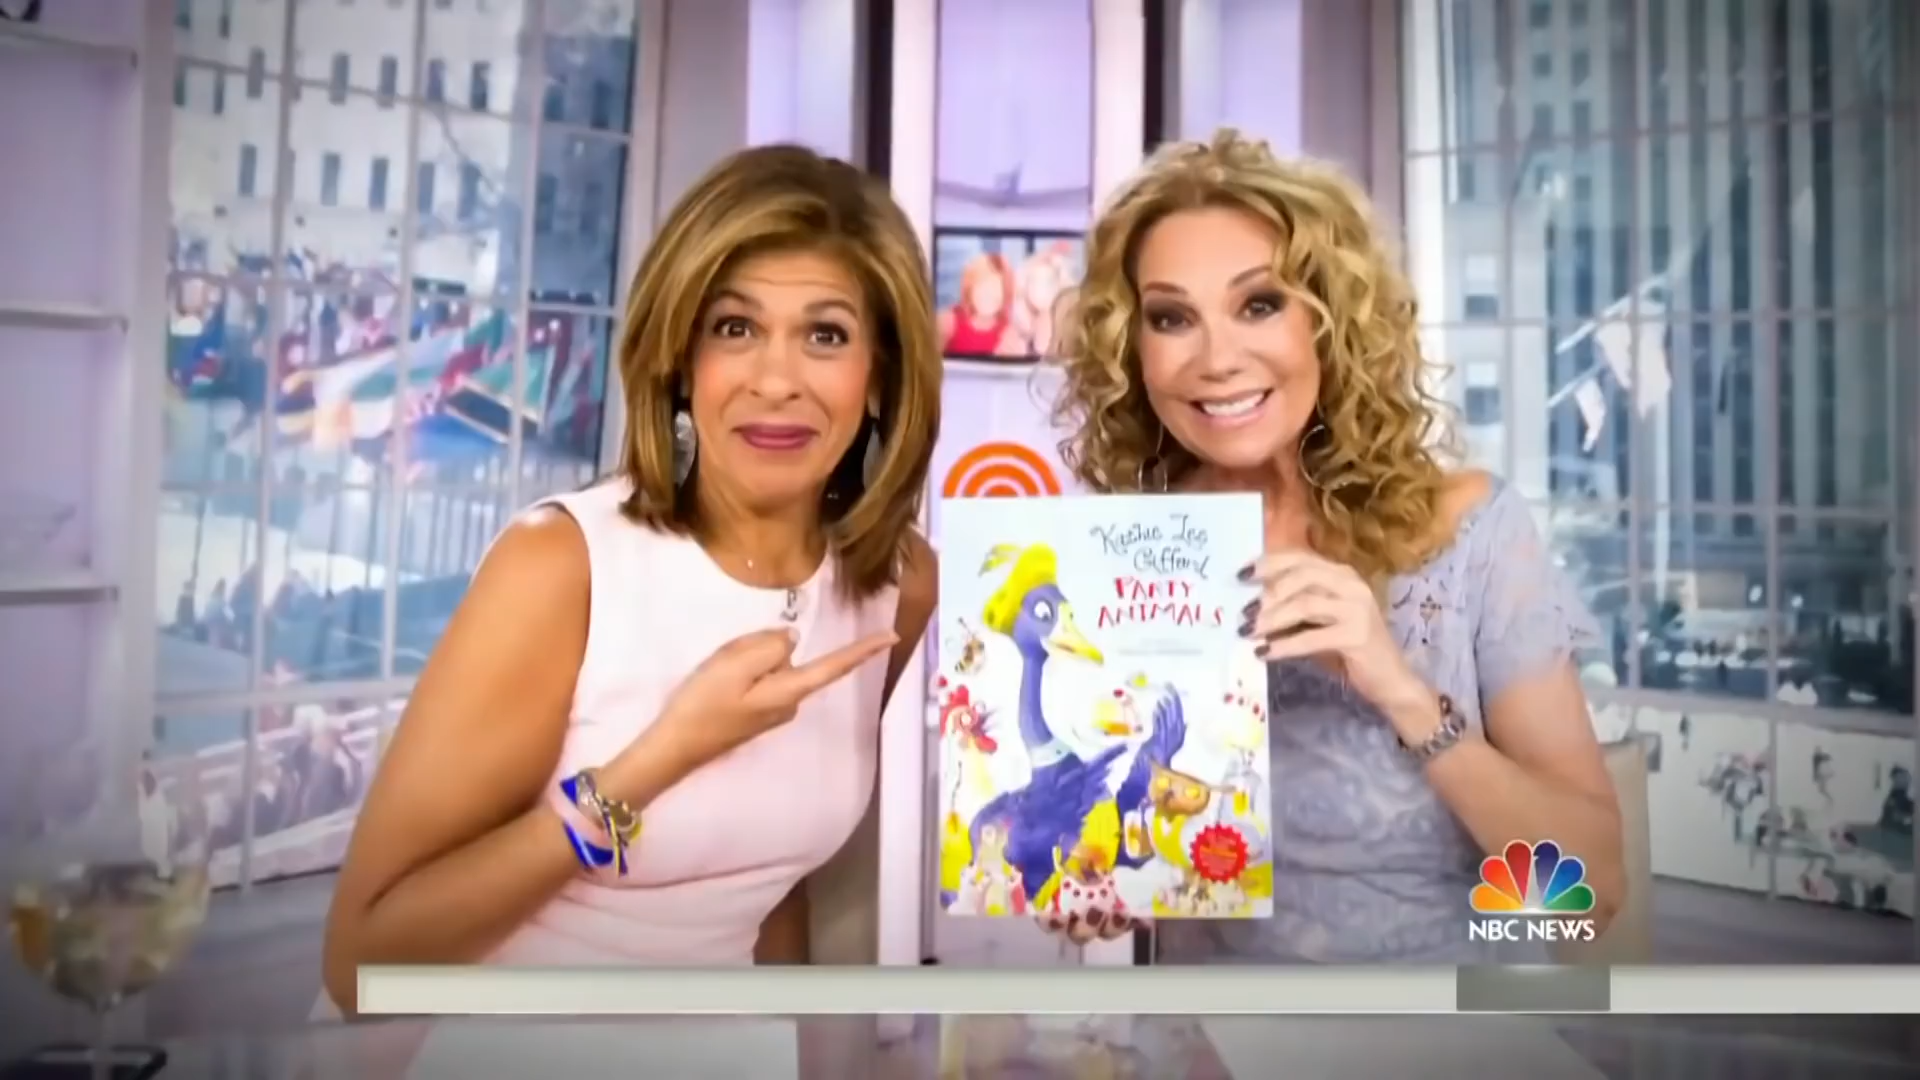 Kathie Lee
Gifford
PARTY
ANIMALS
NBC NEWS